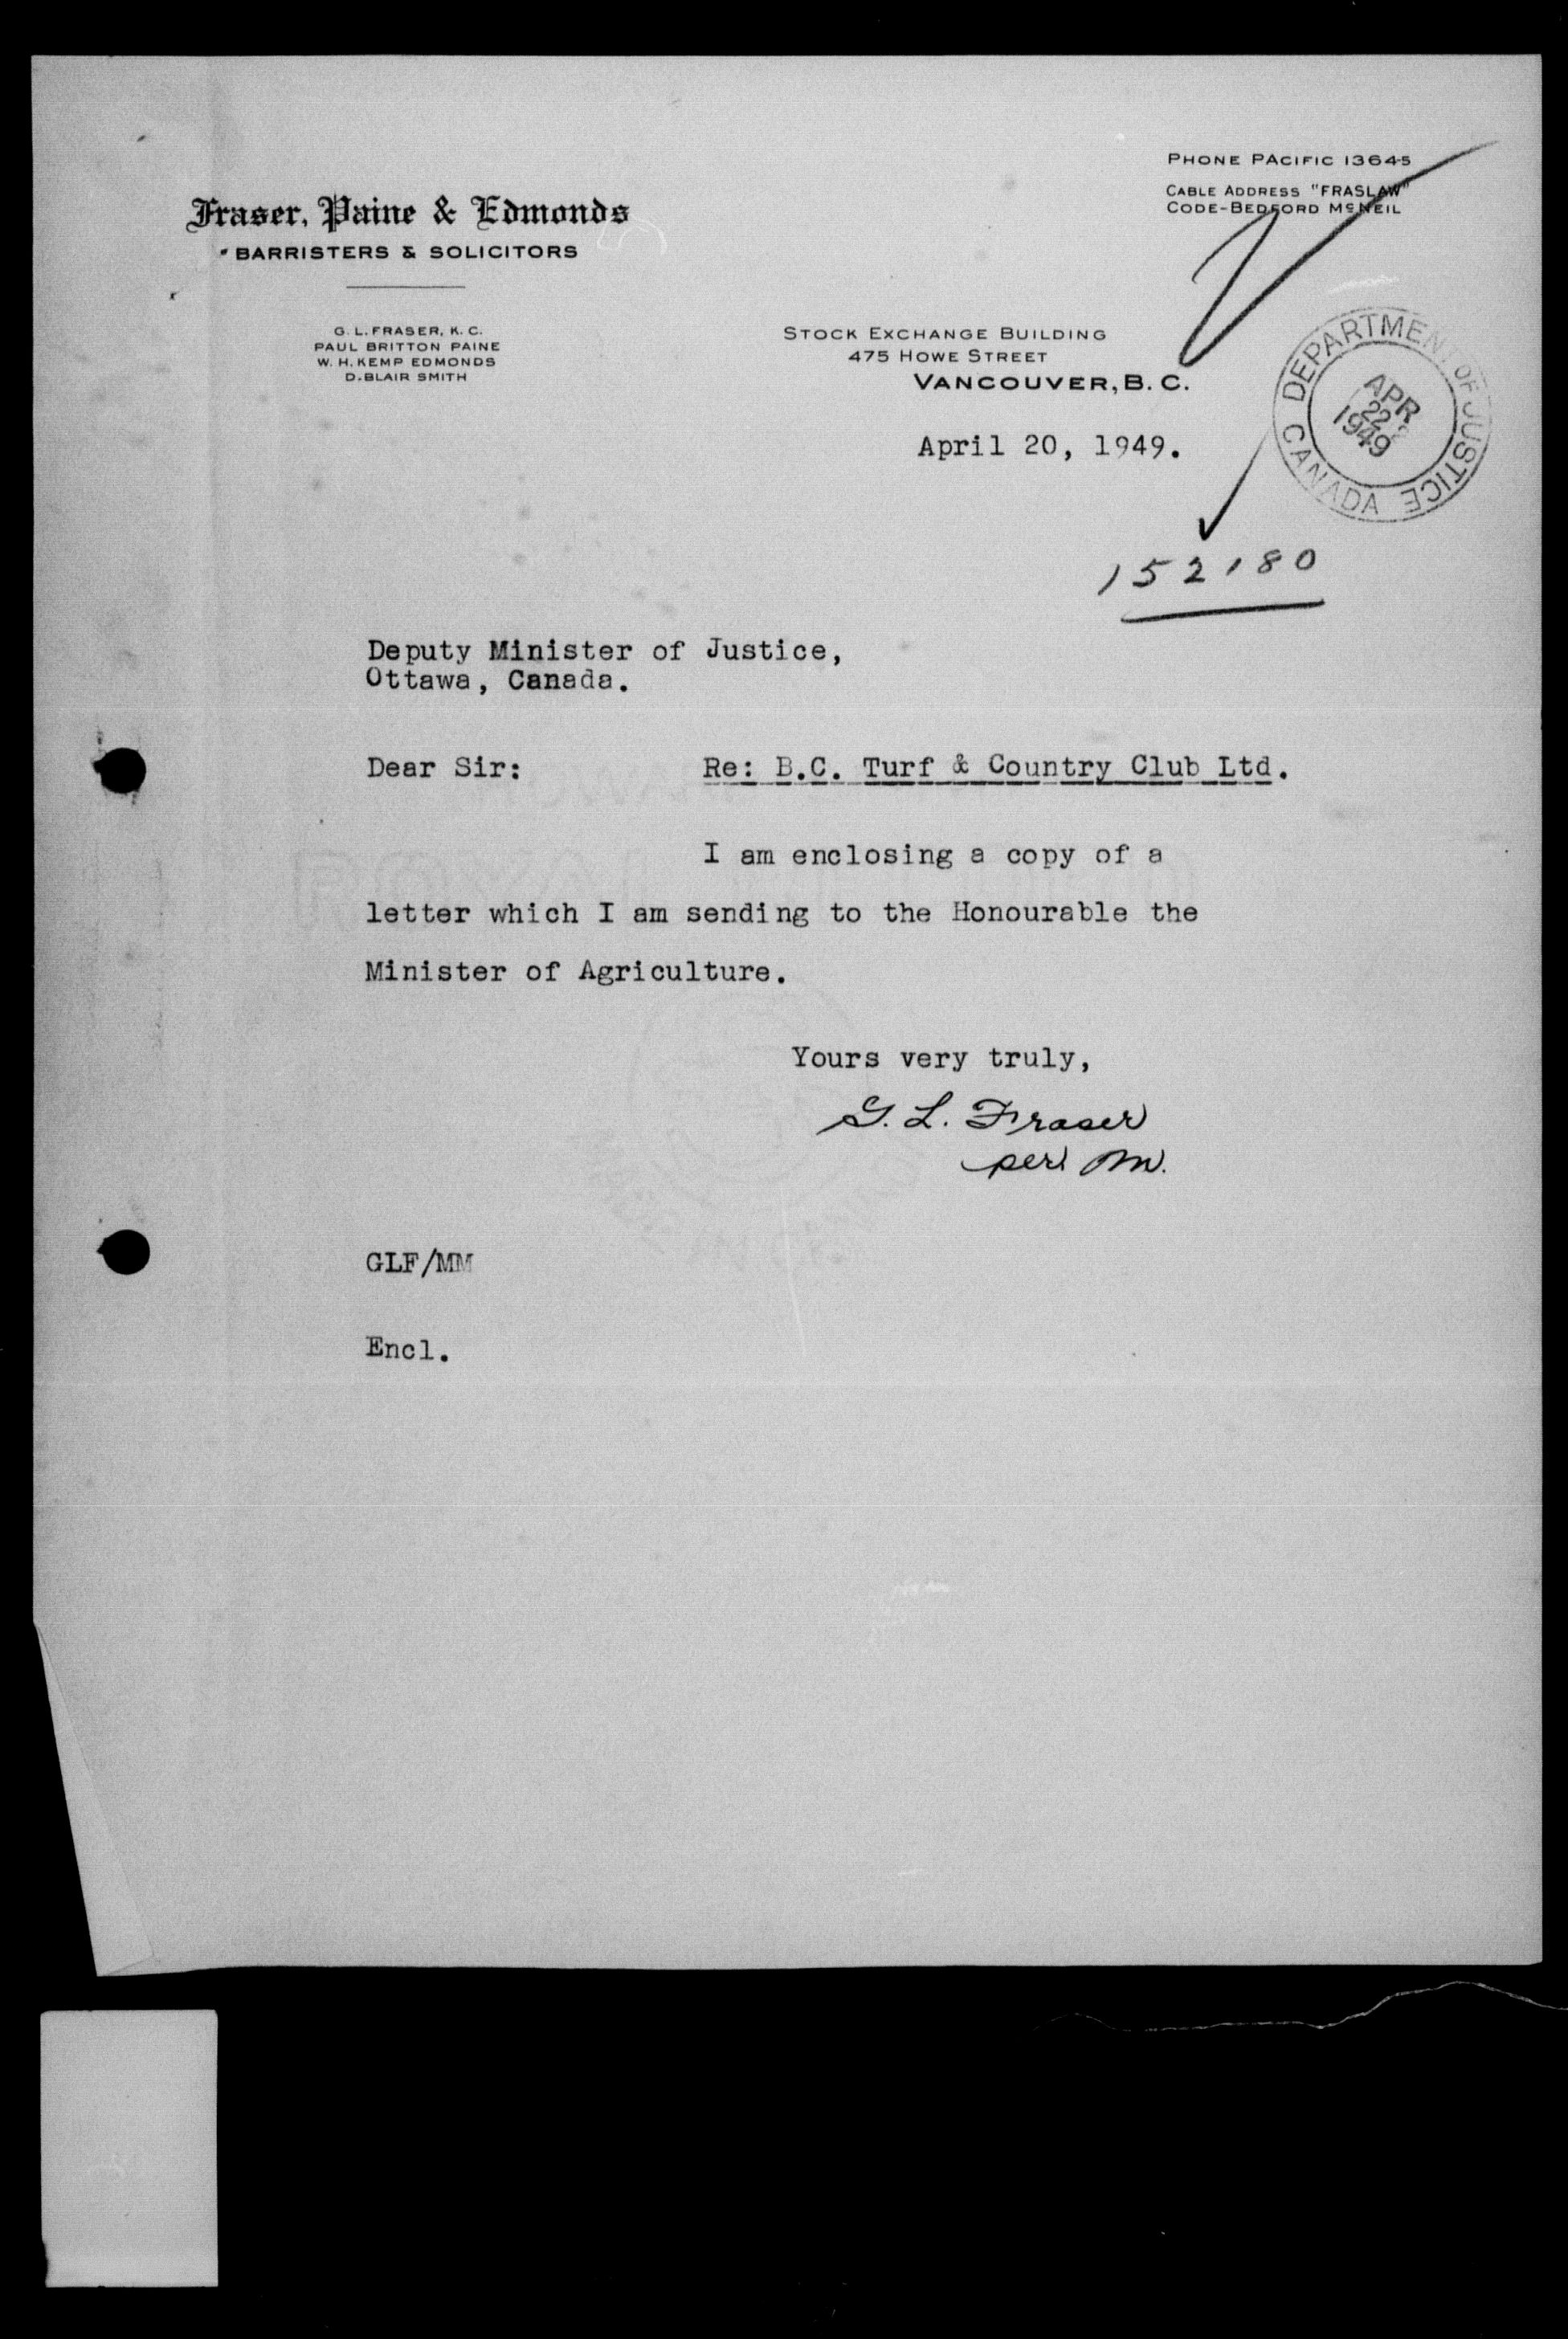 PHONE PACIFIC 13645
CABLE ADDRESS "FRASLAW"
CODE-BEDFORD McNEIL
Fraser, Paine & Edmonds
BARRISTERS & SOLICITORS
G. L. FRASER, K. C.
PAUL BRITTON PAINE
W. H. KEMP EDMONDS
D. BLAIR SMITH
STOCK EXCHANGE BUILDING
475 HOWE STREET
VANCOUVER, B. C.
DEPARTMENT OF JUSTICE
CANADA
APR
22
1949
April 20, 1949.
152180
Deputy Minister of Justice,
Ottawa, Canada.
Dear Sir: Re: B.C. Turf & Country Club Ltd.
I am enclosing a copy of a
letter which I am sending to the Honourable the
Minister of Agriculture.
Yours very truly,
G. L. Fraser
per M.
GLF/MM
Encl.